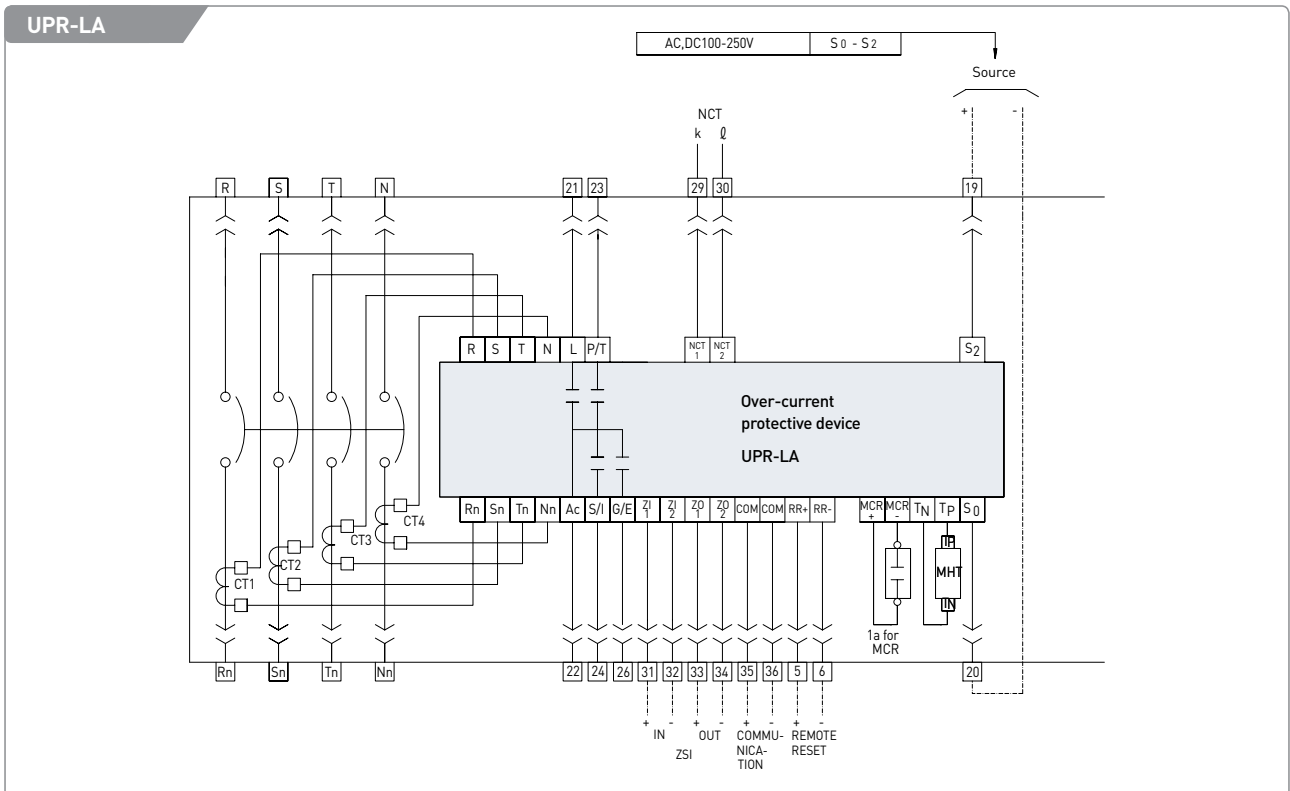 UPR-LA
AC,DC100-250V S0 - S2
Source
+ -
NCT
k ℓ
R S T N 21 23 29 30 19
R S T N L P/T NCT 1 NCT 2 S2
Over-current
protective device
UPR-LA
Rn Sn Tn Nn Ac S/I G/E ZI 1 ZI 2 ZO 1 ZO 2 COM COM RR+ RR- MCR + MCR - TN TP S0
CT4
CT3
CT2
CT1
TP
MHT
TN
1a for
MCR
Rn Sn Tn Nn 22 24 26 31 32 33 34 35 36 5 6 20
+ - + - + - + -
IN OUT COMMU- REMOTE
ZSI NICA- RESET
TION